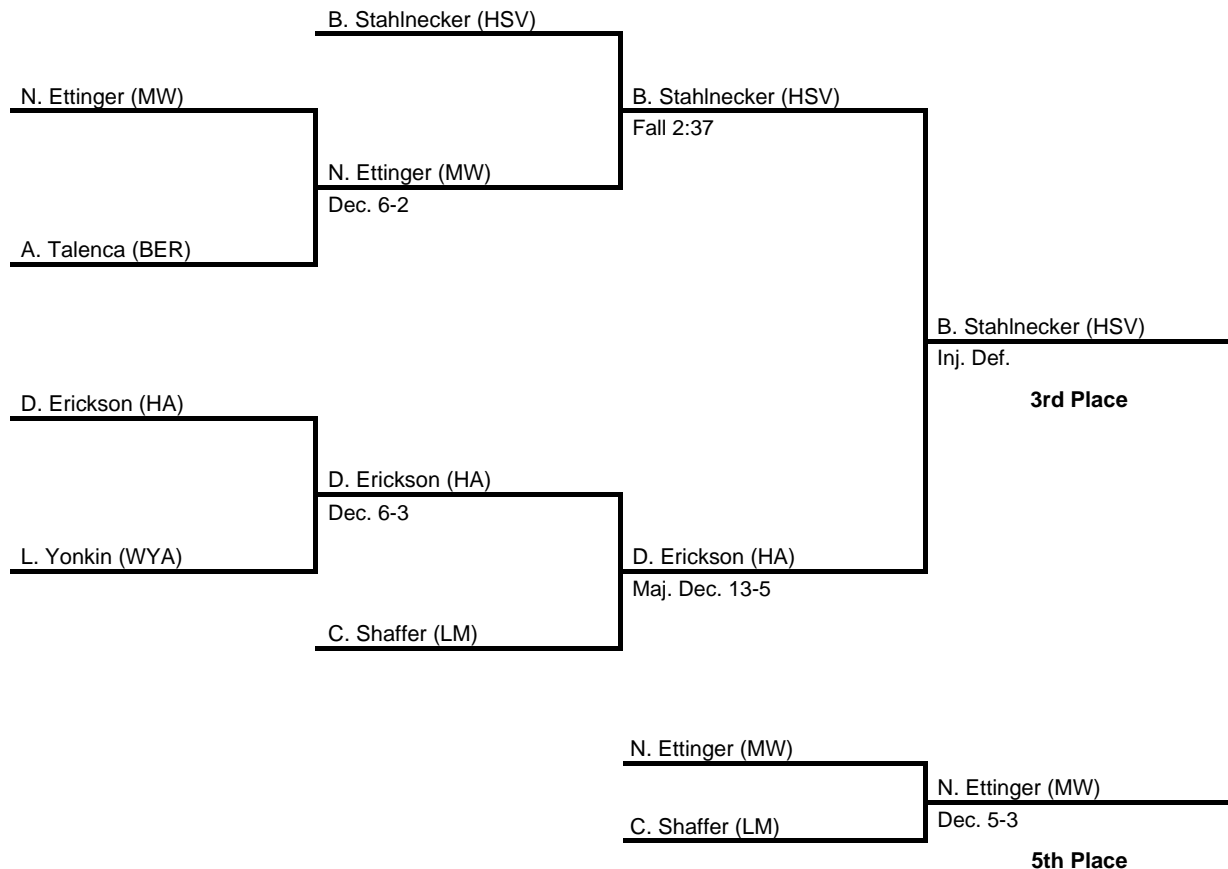 B. Stahlnecker (HSV)
N. Ettinger (MW)
B. Stahlnecker (HSV)
Fall 2:37
N. Ettinger (MW)
Dec. 6-2
A. Talenca (BER)
B. Stahlnecker (HSV)
Inj. Def.
3rd Place
D. Erickson (HA)
D. Erickson (HA)
Dec. 6-3
L. Yonkin (WYA)
D. Erickson (HA)
Maj. Dec. 13-5
C. Shaffer (LM)
N. Ettinger (MW)
N. Ettinger (MW)
Dec. 5-3
C. Shaffer (LM)
5th Place